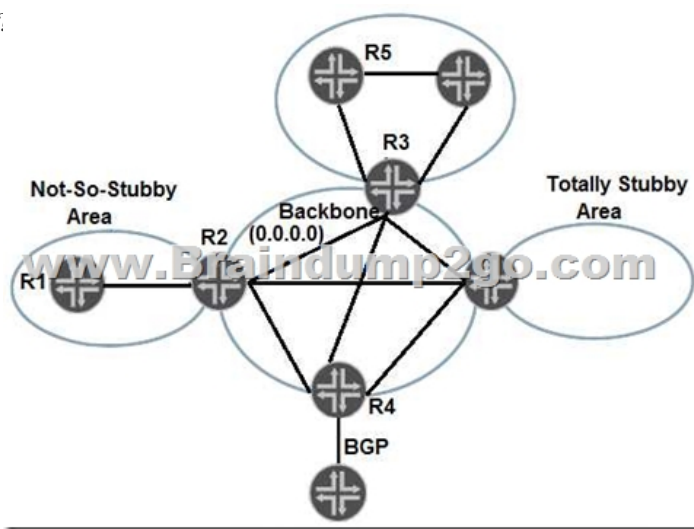 R5
R3
Not-So-Stubby
Area
Totally Stubby
Area
Backbone
(0.0.0.0)
R2
www.Braindump2go.com
R1
R4
BGP